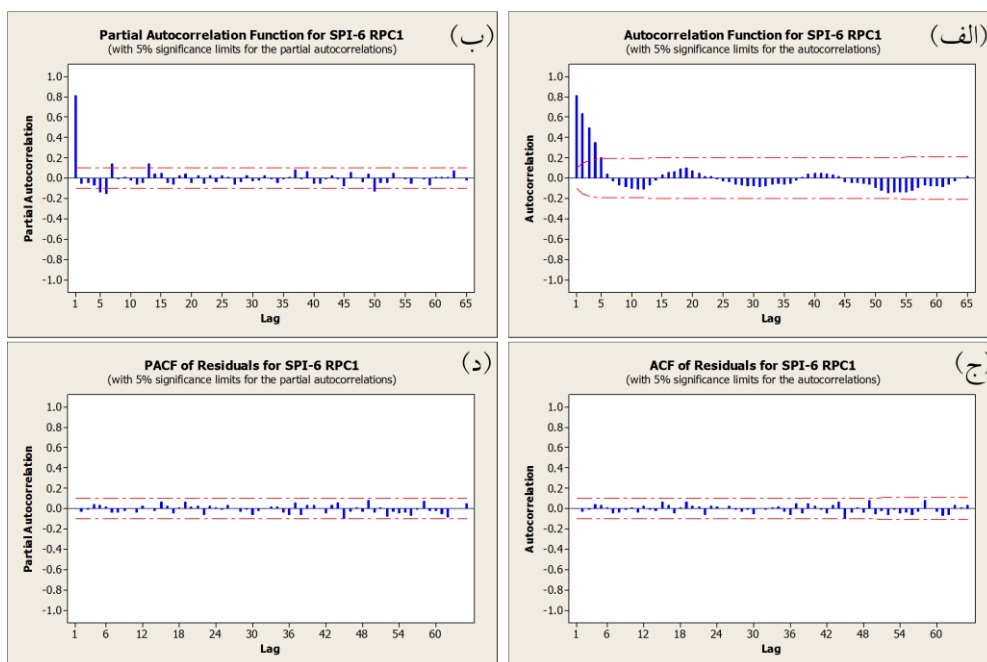 Partial Autocorrelation Function for SPI-6 RPC1
(ب)
(with 5% significance limits for the partial autocorrelations)
Partial Autocorrelation
1.0
0.8
0.6
0.4
0.2
0.0
-0.2
-0.4
-0.6
-0.8
-1.0
1 5 10 15 20 25 30 35 40 45 50 55 60 65
Lag
Autocorrelation Function for SPI-6 RPC1
(الف)
(with 5% significance limits for the autocorrelations)
Autocorrelation
1.0
0.8
0.6
0.4
0.2
0.0
-0.2
-0.4
-0.6
-0.8
-1.0
1 5 10 15 20 25 30 35 40 45 50 55 60 65
Lag
PACF of Residuals for SPI-6 RPC1
(د)
(with 5% significance limits for the partial autocorrelations)
Partial Autocorrelation
1.0
0.8
0.6
0.4
0.2
0.0
-0.2
-0.4
-0.6
-0.8
-1.0
1 6 12 18 24 30 36 42 48 54 60
Lag
ACF of Residuals for SPI-6 RPC1
(ج)
(with 5% significance limits for the autocorrelations)
Autocorrelation
1.0
0.8
0.6
0.4
0.2
0.0
-0.2
-0.4
-0.6
-0.8
-1.0
1 6 12 18 24 30 36 42 48 54 60
Lag